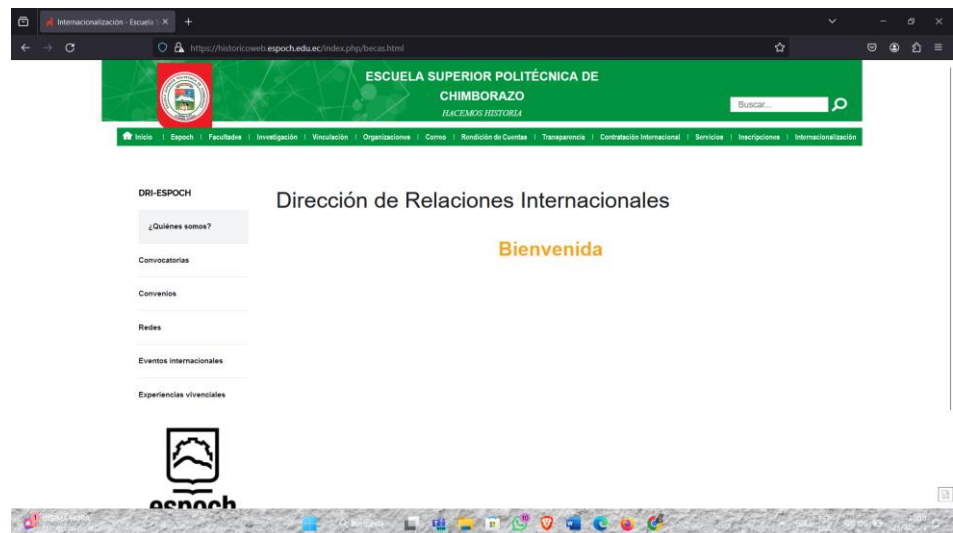 Internacionalización - Escuela
https://historicoweb.espoch.edu.ec/index.php/becas.html
ESCUELA SUPERIOR POLITÉCNICA DE
CHIMBORAZO
HACEMOS HISTORIA
Buscar...
Inicio | Espoch | Facultades | Investigación | Vinculación | Organizaciones | Correo | Rendición de Cuentas | Transparencia | Contratación Internacional | Servicios | Inscripciones | Internacionalización
DRI-ESPOCH
Dirección de Relaciones Internacionales
¿Quiénes somos?
Bienvenida
Convocatorias
Convenios
Redes
Eventos internacionales
Experiencias vivenciales
espoch